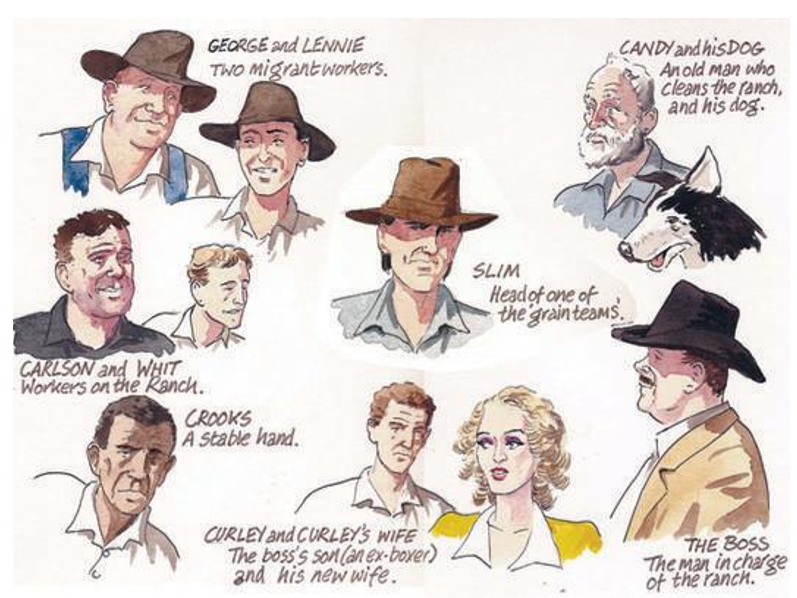 GEORGE and LENNIE
TWO migrant workers.
CANDY and his DOG
An old man who
cleans the ranch,
and his dog.
SLIM
Head of one of
the 'grain teams'.
CARLSON and WHIT
Workers on the Ranch.
CROOKS
A stable hand.
CURLEY and CURLEY'S WIFE
The boss's son (an ex-boxer)
and his new wife.
THE BOSS
The man in charge
of the ranch.